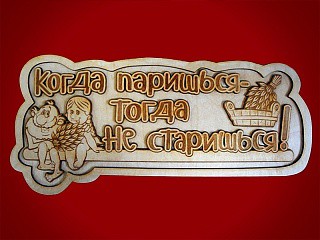 Когда паришься-
тогда
не старишься!